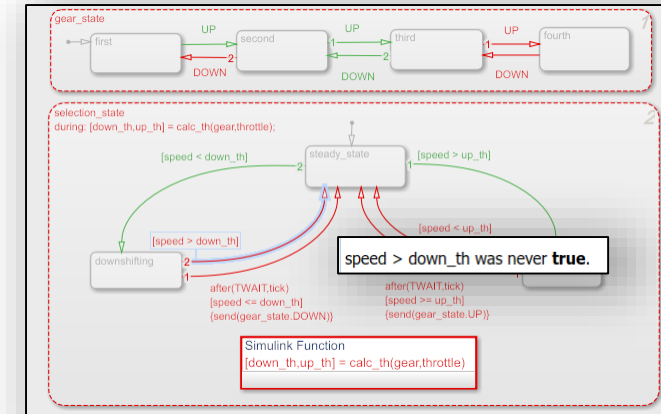 gear_state
1
UP
UP
UP
first
second
third
fourth
1
1
2
2
DOWN
DOWN
DOWN
selection_state
2
during: [down_th,up_th] = calc_th(gear,throttle);
[speed < down_th]
steady_state
[speed > up_th]
2
1
[speed > down_th]
[speed < up_th]
speed > down_th was never true.
downshifting
2
1
after(TWAIT,tick)
[speed <= down_th]
{send(gear_state.DOWN)}
after(TWAIT,tick)
[speed >= up_th]
{send(gear_state.UP)}
Simulink Function
[down_th,up_th] = calc_th(gear,throttle)